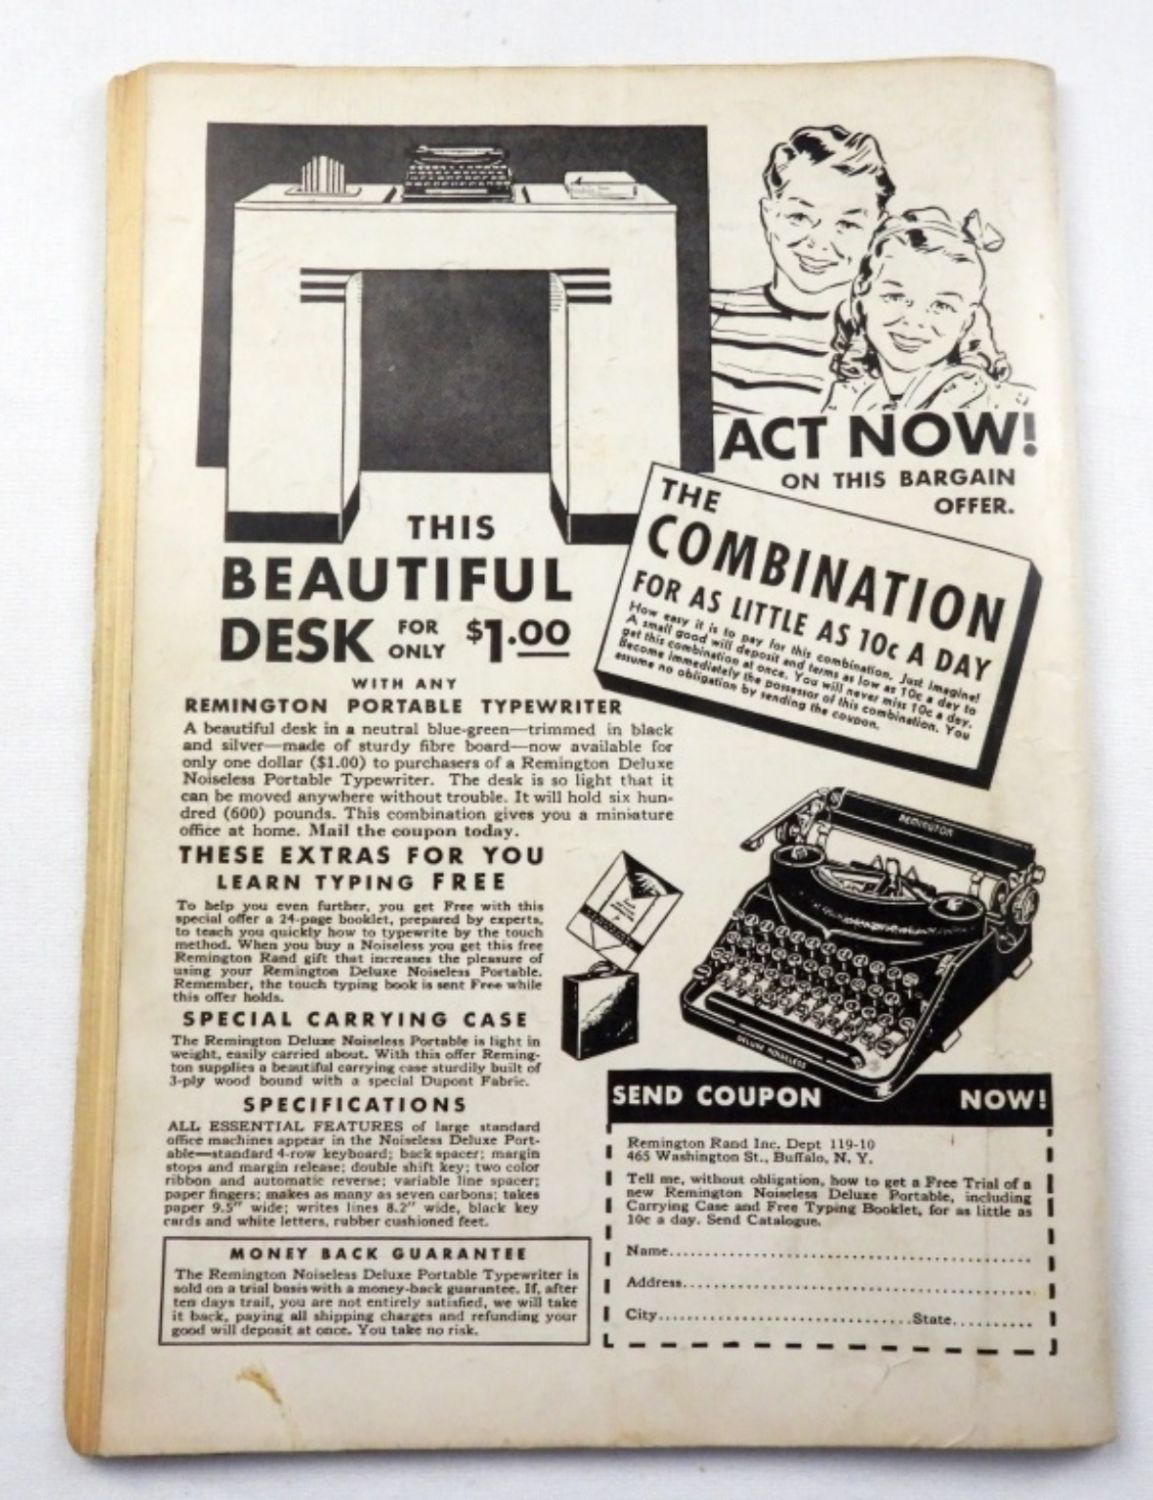 ACT NOW!
ON THIS BARGAIN
OFFER.
THE
COMBINATION
FOR AS LITTLE AS 10c A DAY
How easy it is to pay for this combination. Just imagine!
A small good will deposit and terms as low as 10c a day to
get this combination at once. You will never miss 10c a day.
Become immediately the possessor of this combination. You
assume no obligation by sending the coupon.
THIS
BEAUTIFUL
DESK FOR ONLY $1.00
WITH ANY
REMINGTON PORTABLE TYPEWRITER
A beautiful desk in a neutral blue-green—trimmed in black
and silver—made of sturdy fibre board—now available for
only one dollar ($1.00) to purchasers of a Remington Deluxe
Noiseless Portable Typewriter. The desk is so light that it
can be moved anywhere without trouble. It will hold six hun-
dred (600) pounds. This combination gives you a miniature
office at home. Mail the coupon today.
THESE EXTRAS FOR YOU
LEARN TYPING FREE
To help you even further, you get Free with this
special offer a 24-page booklet, prepared by experts,
to teach you quickly how to typewrite by the touch
method. When you buy a Noiseless you get this free
Remington Rand gift that increases the pleasure of
using your Remington Deluxe Noiseless Portable.
Remember, the touch typing book is sent Free while
this offer holds.
SPECIAL CARRYING CASE
The Remington Deluxe Noiseless Portable is light in
weight, easily carried about. With this offer Reming-
ton supplies a beautiful carrying case sturdily built of
3-ply wood bound with a special Dupont Fabric.
SPECIFICATIONS
ALL ESSENTIAL FEATURES of large standard
office machines appear in the Noiseless Deluxe Port-
able—standard 4-row keyboard; back spacer; margin
stops and margin release; double shift key; two color
ribbon and automatic reverse; variable line spacer;
paper fingers; makes as many as seven carbons; takes
paper 9.5" wide; writes lines 8.2" wide, black key
cards and white letters, rubber cushioned feet.
MONEY BACK GUARANTEE
The Remington Noiseless Deluxe Portable Typewriter is
sold on a trial basis with a money-back guarantee. If, after
ten days trail, you are not entirely satisfied, we will take
it back, paying all shipping charges and refunding your
good will deposit at once. You take no risk.
REMINGTON
DELUXE NOISELESS
SEND COUPON NOW!
Remington Rand Inc. Dept 119-10
465 Washington St., Buffalo, N. Y.
Tell me, without obligation, how to get a Free Trial of a
new Remington Noiseless Deluxe Portable, including
Carrying Case and Free Typing Booklet, for as little as
10c a day. Send Catalogue.
Name
Address
City State